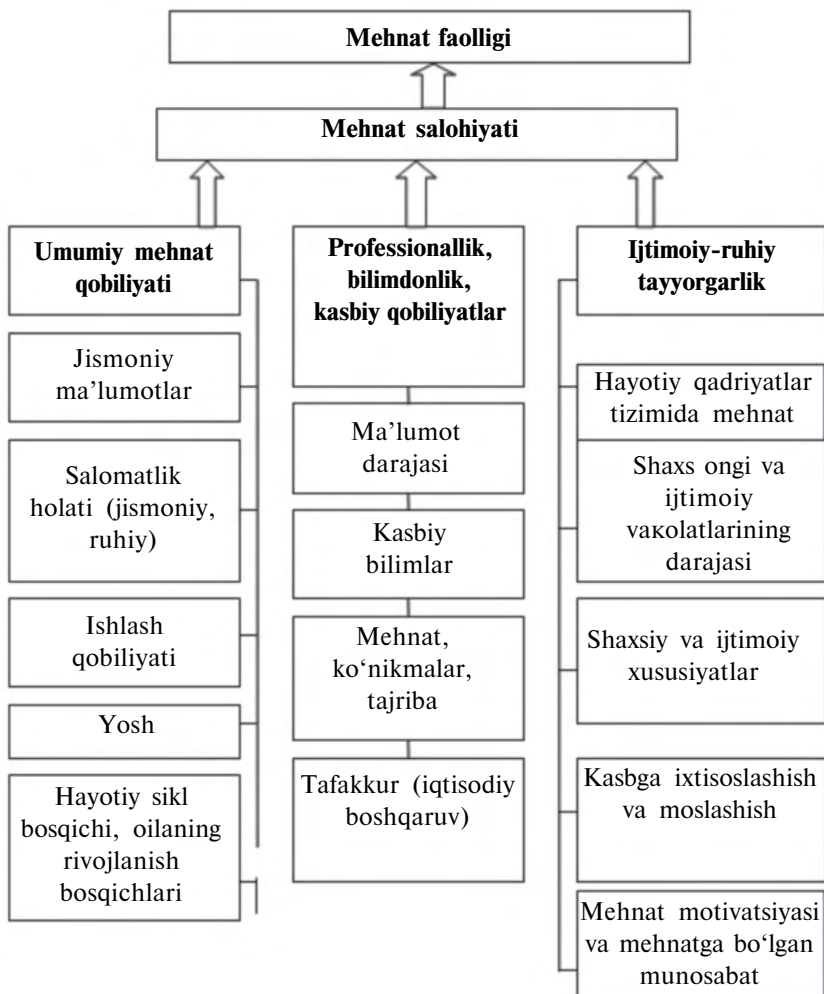 Mehnat faolligi
Mehnat salohiyati
Umumiy mehnat
qobiliyati
Jismoniy
ma’lumotlar
Salomatlik
holati (jismoniy,
ruhiy)
Ishlash
qobiliyati
Yosh
Hayotiy sikl
bosqichi, oilaning
rivojlanish
bosqichlari
Professionallik,
bilimdonlik,
kasbiy qobiliyatlar
Ma’lumot
darajasi
Kasbiy
bilimlar
Mehnat,
ko‘nikmalar,
tajriba
Tafakkur (iqtisodiy
boshqaruv)
Ijtimoiy-ruhiy
tayyorgarlik
Hayotiy qadriyatlar
tizimida mehnat
Shaxs ongi va
ijtimoiy
vaкolatlarining
darajasi
Shaxsiy va ijtimoiy
xususiyatlar
Kasbga ixtisoslashish
va moslashish
Mehnat motivatsiyasi
va mehnatga bo‘lgan
munosabat